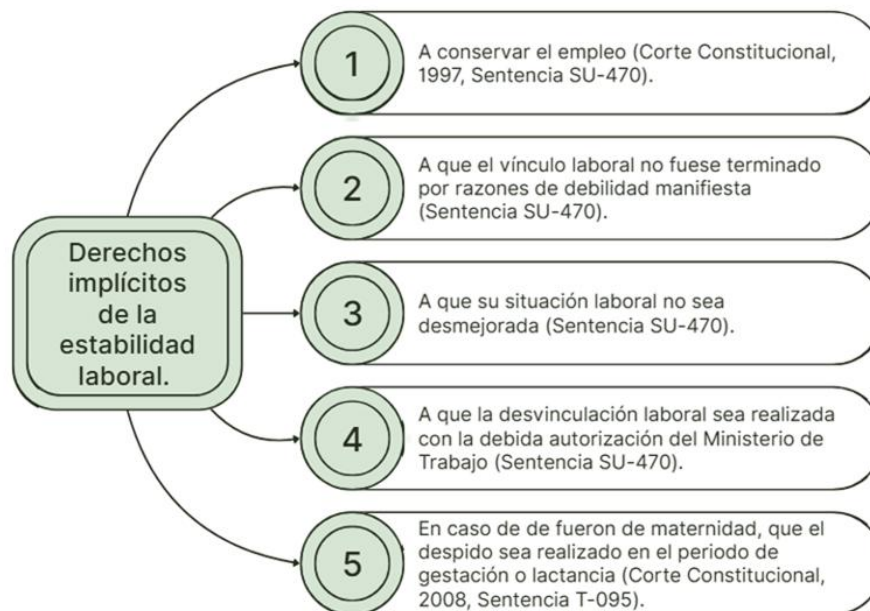 Derechos
implícitos
de la
estabilidad
laboral.
1
A conservar el empleo (Corte Constitucional,
1997, Sentencia SU-470).
2
A que el vínculo laboral no fuese terminado
por razones de debilidad manifiesta
(Sentencia SU-470).
3
A que su situación laboral no sea
desmejorada (Sentencia SU-470).
4
A que la desvinculación laboral sea realizada
con la debida autorización del Ministerio de
Trabajo (Sentencia SU-470).
5
En caso de de fueron de maternidad, que el
despido sea realizado en el periodo de
gestación o lactancia (Corte Constitucional,
2008, Sentencia T-095).